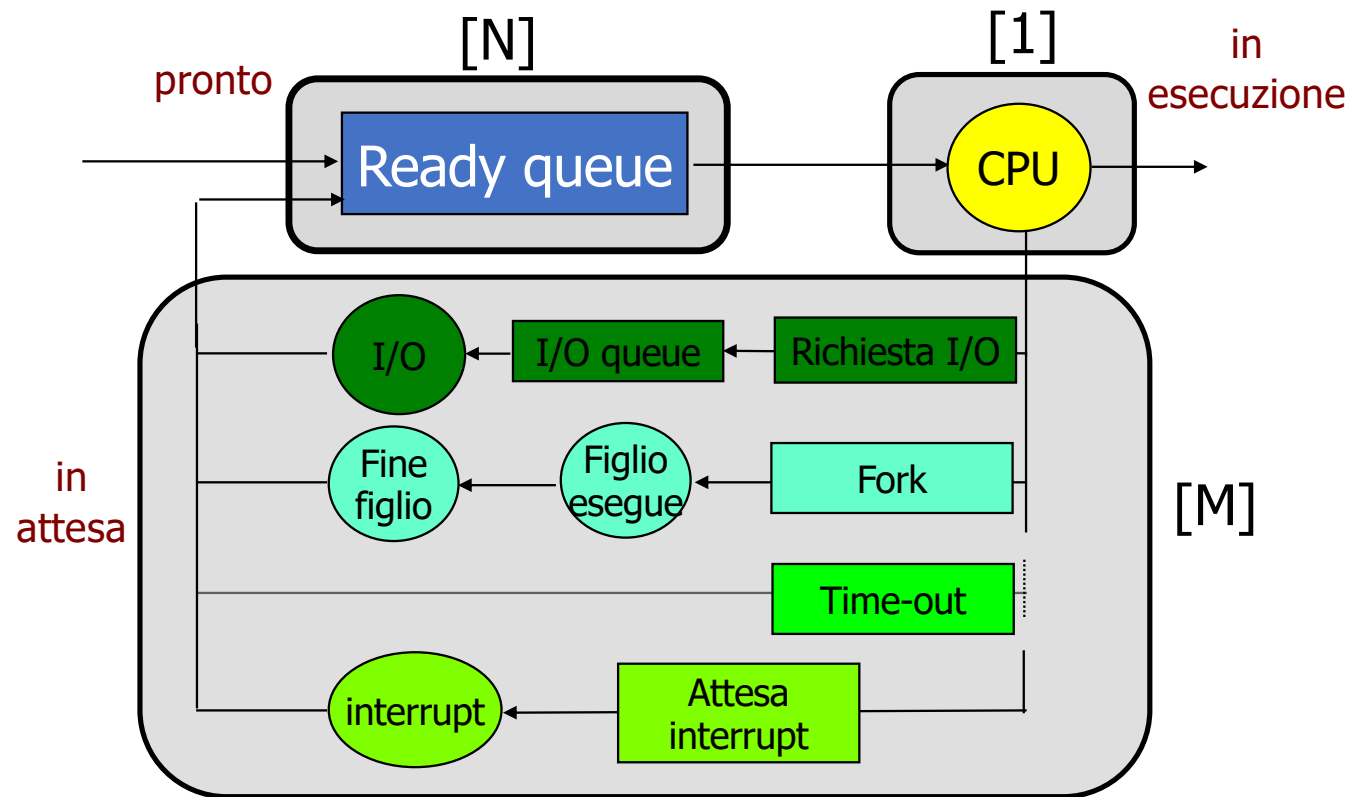 [N]
[1]
in
esecuzione
pronto
Ready queue
CPU
I/O
I/O queue
Richiesta I/O
Fine
figlio
Figlio
esegue
Fork
in
attesa
[M]
Time-out
interrupt
Attesa
interrupt